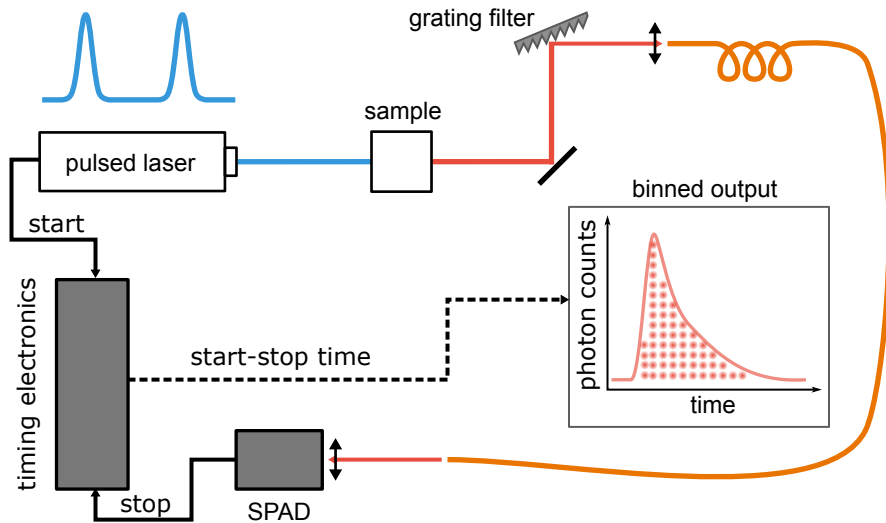 grating filter
sample
pulsed laser
binned output
start
photon counts
timing electronics
start-stop time
time
stop
SPAD